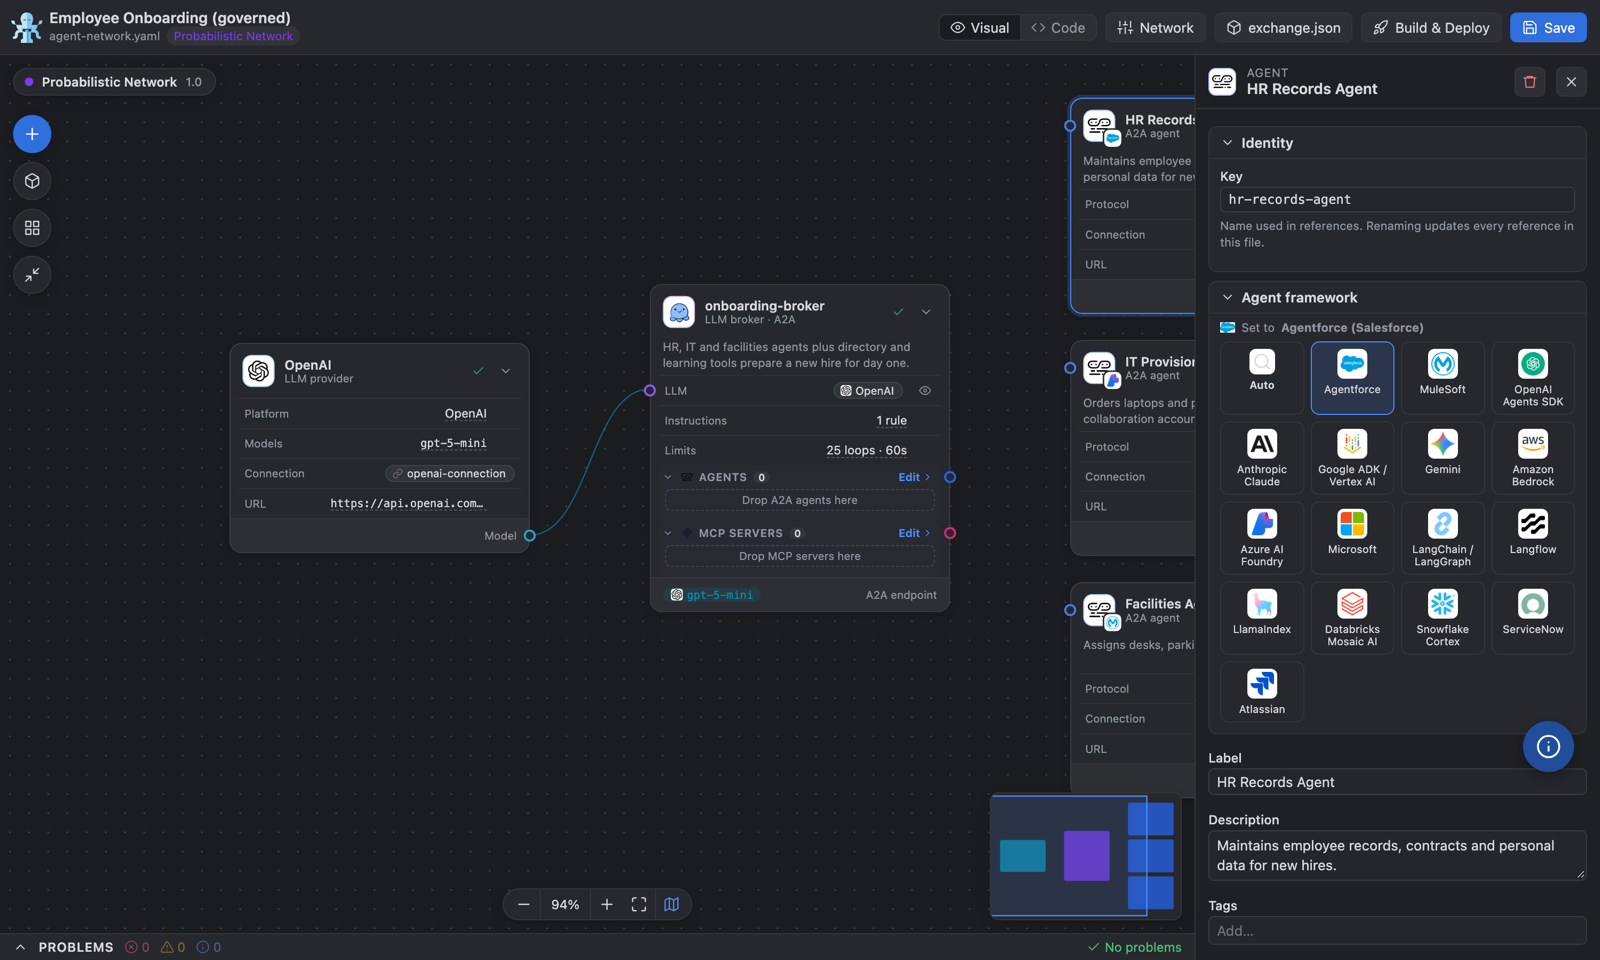 Employee Onboarding (governed)
agent-network.yaml Probabilistic Network
Visual Code Network exchange.json Build & Deploy Save
Probabilistic Network 1.0
OpenAI
LLM provider
Platform OpenAI
Models gpt-5-mini
Connection openai-connection
URL https://api.openai.com…
Model
onboarding-broker
LLM broker · A2A
HR, IT and facilities agents plus directory and
learning tools prepare a new hire for day one.
LLM OpenAI
Instructions 1 rule
Limits 25 loops · 60s
AGENTS 0 Edit
Drop A2A agents here
MCP SERVERS 0 Edit
Drop MCP servers here
gpt-5-mini A2A endpoint
HR Records
A2A agent
Maintains employee
personal data for new
Protocol
Connection
URL
IT Provision
A2A agent
Orders laptops and p
collaboration accoun
Protocol
Connection
URL
Facilities A
A2A agent
Assigns desks, parki
Protocol
Connection
URL
94%
PROBLEMS 0 0 0
No problems
AGENT
HR Records Agent
Identity
Key
hr-records-agent
Name used in references. Renaming updates every reference in
this file.
Agent framework
Set to Agentforce (Salesforce)
Auto
Agentforce
MuleSoft
OpenAI
Agents SDK
Anthropic
Claude
Google ADK /
Vertex AI
Gemini
Amazon
Bedrock
Azure AI
Foundry
Microsoft
LangChain /
LangGraph
Langflow
LlamaIndex
Databricks
Mosaic AI
Snowflake
Cortex
ServiceNow
Atlassian
Label
HR Records Agent
Description
Maintains employee records, contracts and personal
data for new hires.
Tags
Add...